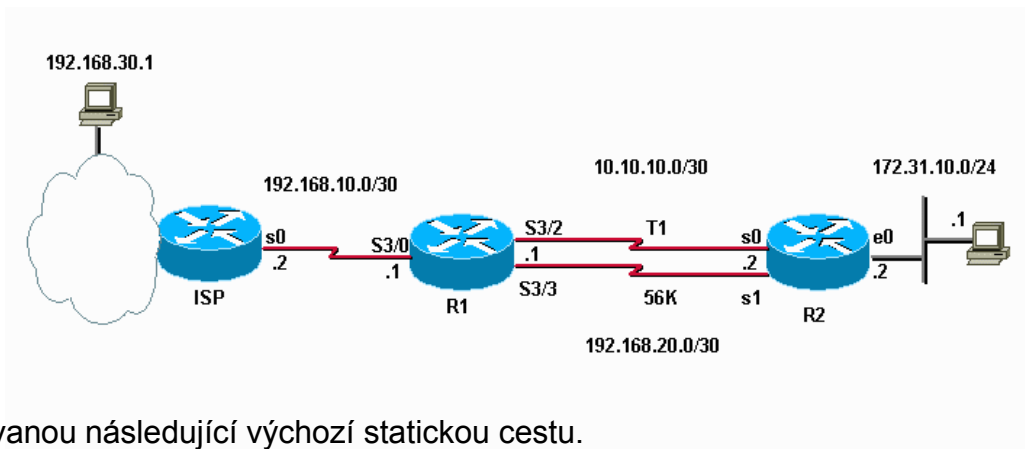 192.168.30.1
10.10.10.0/30
172.31.10.0/24
192.168.10.0/30
S3/2
T1
s0
e0
.1
s0
S3/0
.1
.2
.2
.2
.1
S3/3
56K
s1
ISP
R1
R2
192.168.20.0/30
vanou následující výchozí statickou cestu.